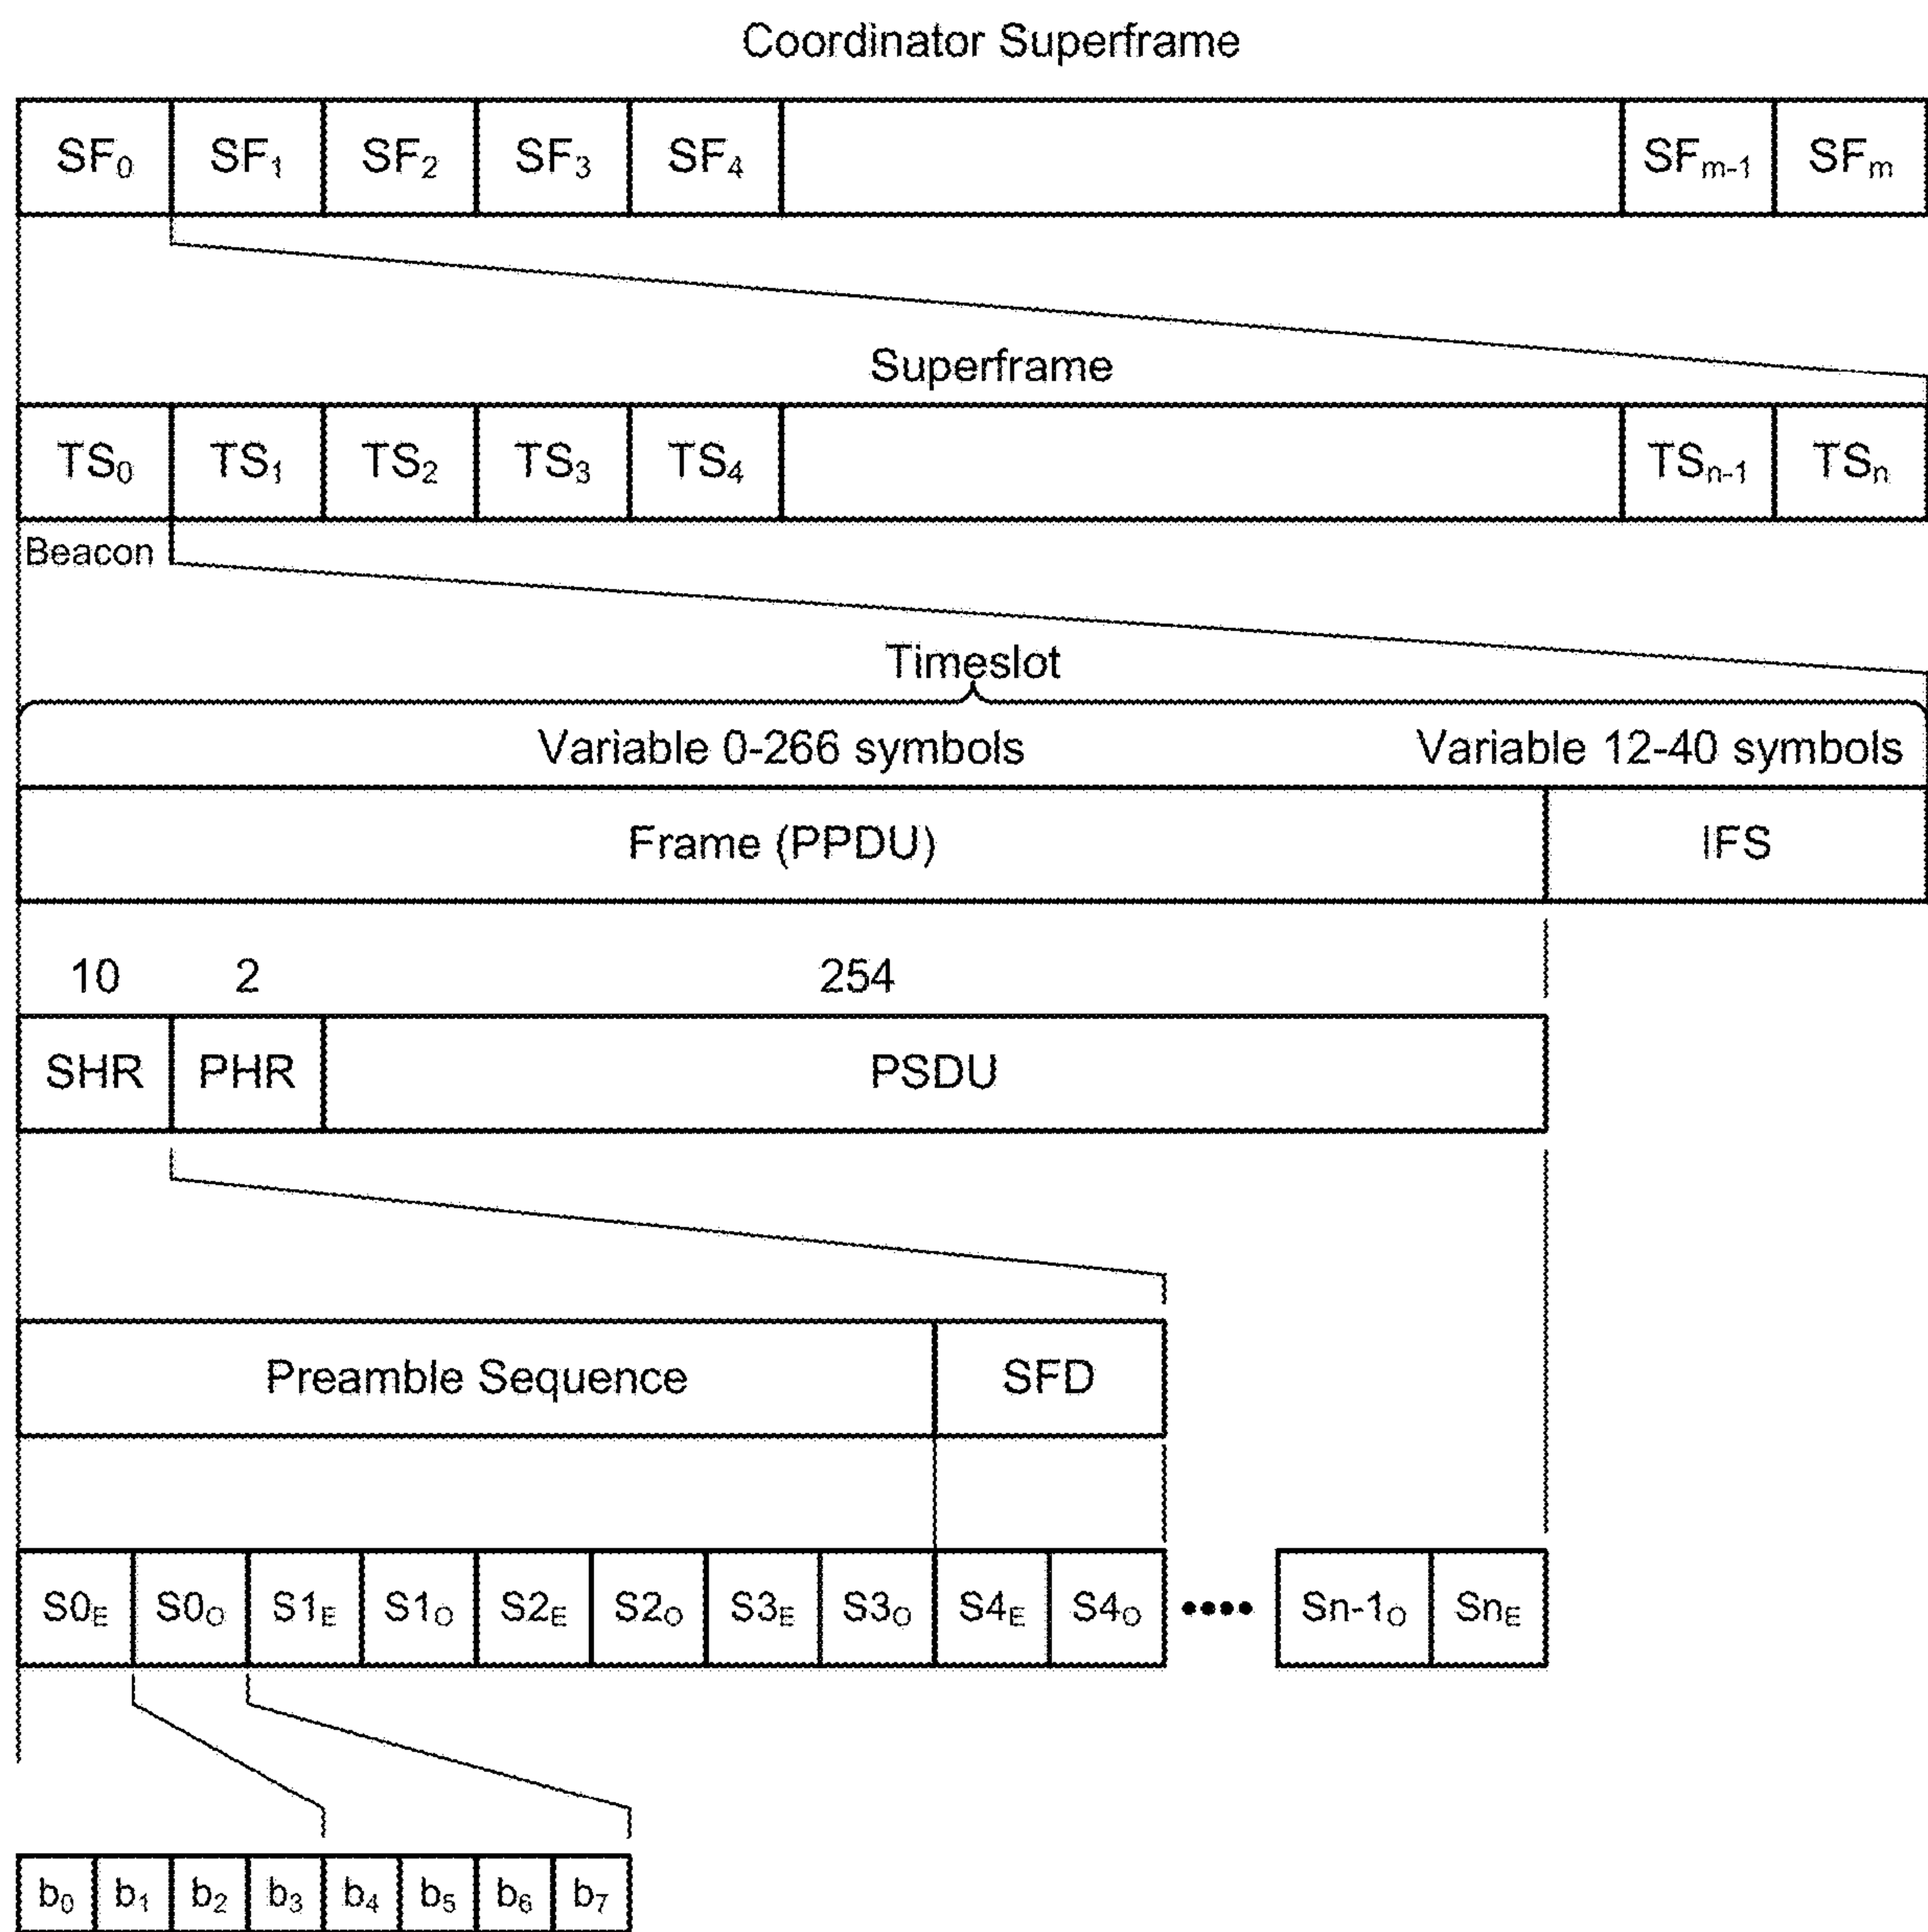 Coordinator Superframe
SF₀ SF₁ SF₂ SF₃ SF₄ SFₘ₋₁ SFₘ
Superframe
TS₀ TS₁ TS₂ TS₃ TS₄ TSₙ₋₁ TSₙ
Beacon
Timeslot
Variable 0-266 symbols Variable 12-40 symbols
Frame (PPDU) IFS
10 2 254
SHR PHR PSDU
Preamble Sequence SFD
S0E S0O S1E S1O S2E S2O S3E S3O S4E S4O •••• Sn-1O SnE
b₀ b₁ b₂ b₃ b₄ b₅ b₆ b₇